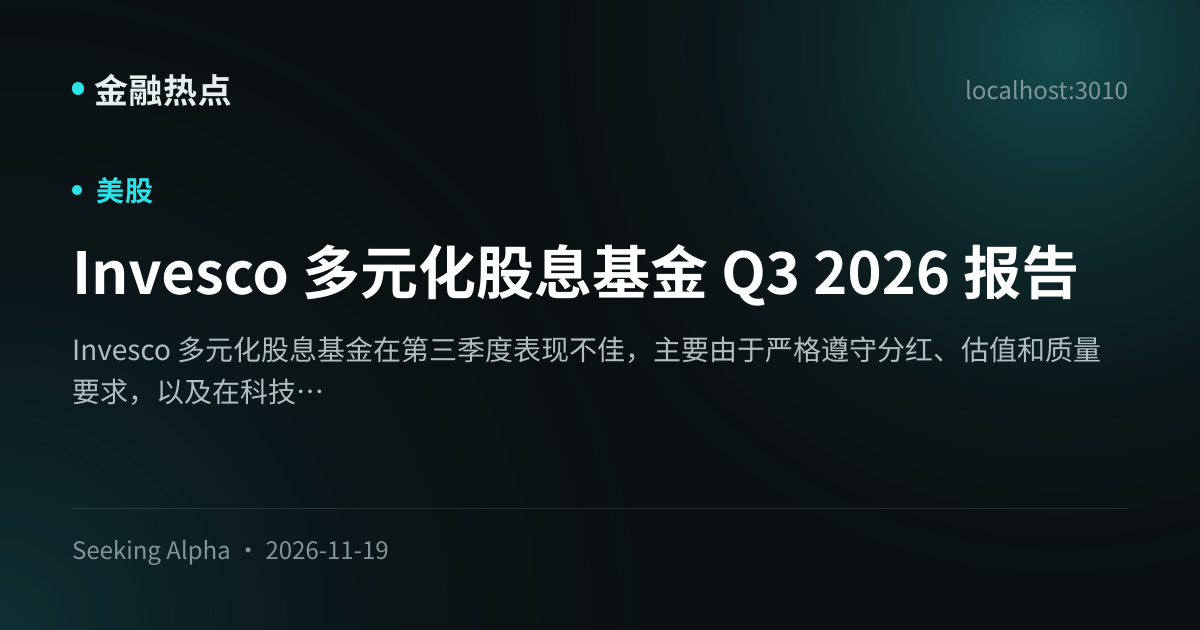 金融热点
localhost:3010
美股
Invesco 多元化股息基金 Q3 2026 报告
Invesco 多元化股息基金在第三季度表现不佳，主要由于严格遵守分红、估值和质量
要求，以及在科技…
Seeking Alpha • 2026-11-19